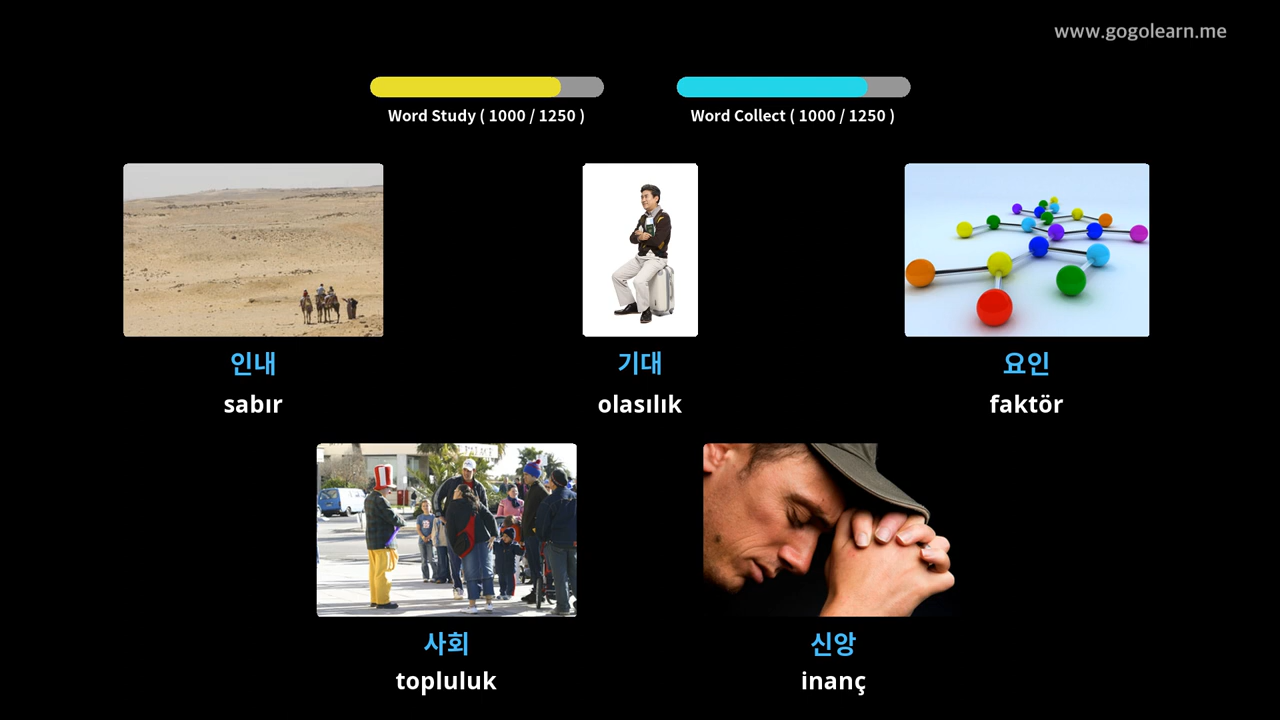 www.gogolearn.me
Word Study ( 1000 / 1250 )
Word Collect ( 1000 / 1250 )
인내
기대
요인
sabır
olasılık
faktör
사회
신앙
topluluk
inanç